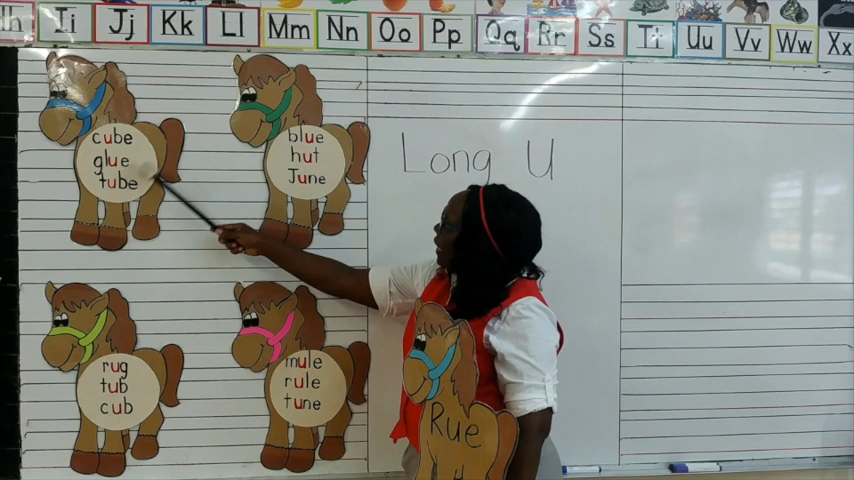 Hh Ii Jj Kk Ll Mm Nn Oo Pp Qq Rr Ss Tt Uu Vv Ww Xx
cube
glue
tube
blue
hut
June
Long U
rug
tub
cub
mule
rule
tune
Rue